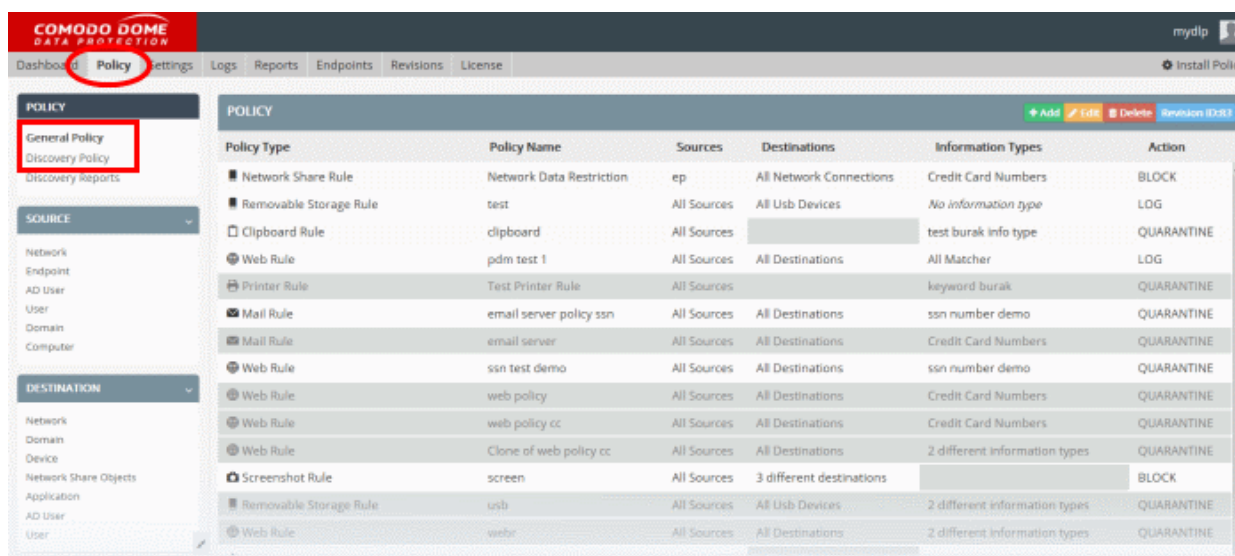 COMODO DOME
DATA PROTECTION
mydlp
Dashboard Policy Settings Logs Reports Endpoints Revisions License
POLICY
General Policy
Discovery Policy
Discovery Reports
SOURCE
Network
Endpoint
AD User
User
Domain
Computer
DESTINATION
Network
Domain
Device
Network Share Objects
Application
AD User
User
POLICY
Add Edit Delete Revision ID:83
Policy Type Policy Name Sources Destinations Information Types Action
Network Share Rule Network Data Restriction ep All Network Connections Credit Card Numbers BLOCK
Removable Storage Rule test All Sources All Usb Devices No information type LOG
Clipboard Rule clipboard All Sources test burak info type QUARANTINE
Web Rule pdm test 1 All Sources All Destinations All Matcher LOG
Printer Rule Test Printer Rule All Sources keyword burak QUARANTINE
Mail Rule email server policy ssn All Sources All Destinations ssn number demo QUARANTINE
Mail Rule email server All Sources All Destinations Credit Card Numbers QUARANTINE
Web Rule ssn test demo All Sources All Destinations ssn number demo QUARANTINE
Web Rule web policy All Sources All Destinations Credit Card Numbers QUARANTINE
Web Rule web policy cc All Sources All Destinations Credit Card Numbers QUARANTINE
Web Rule Clone of web policy cc All Sources All Destinations 2 different information types QUARANTINE
Screenshot Rule screen All Sources 3 different destinations BLOCK
Removable Storage Rule usb All Sources All Usb Devices 2 different information types QUARANTINE
Web Rule webr All Sources All Destinations 2 different information types QUARANTINE